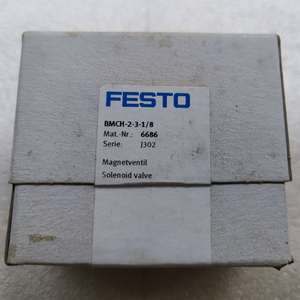 FESTO
BMCH-2-3-1/8
Mat.-Nr.: 6686
Serie: J302
Magnetventil
Solenoid valve